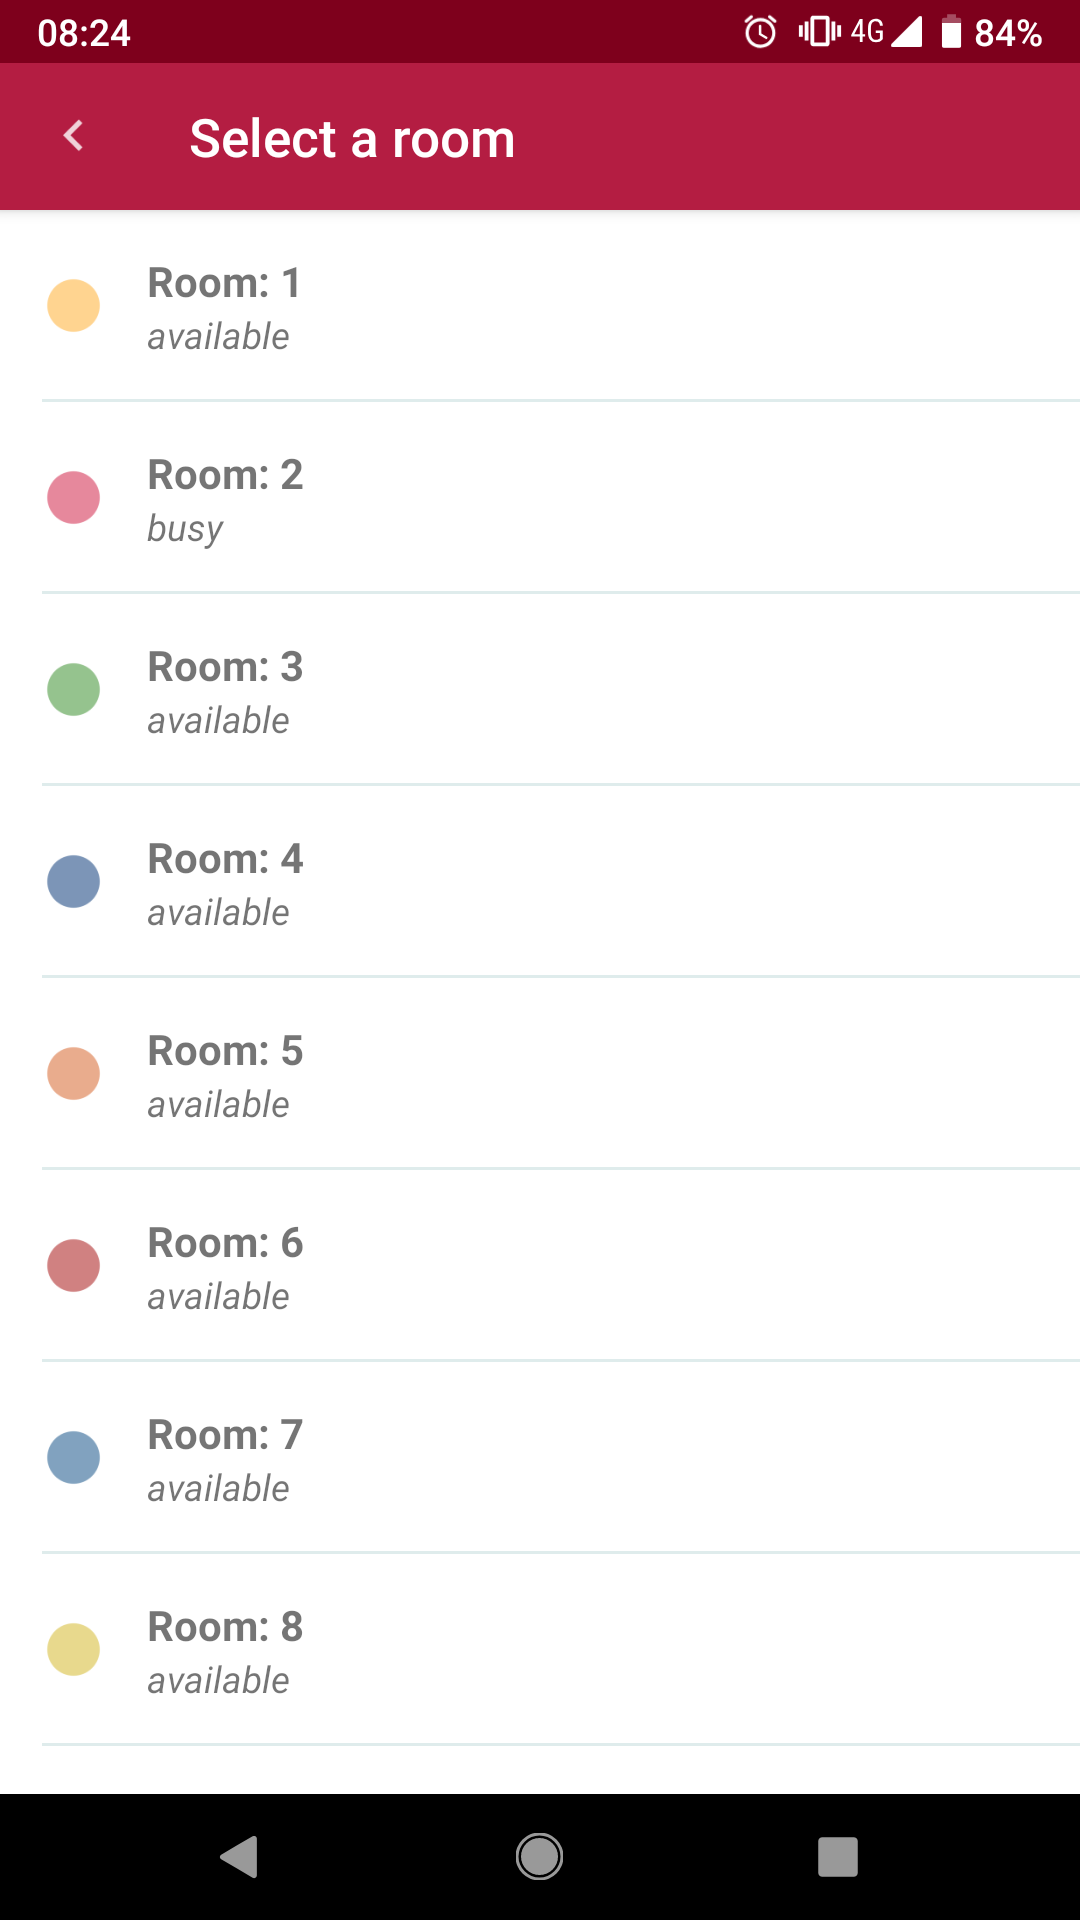 08:24
4G 84%
Select a room
Room: 1
available
Room: 2
busy
Room: 3
available
Room: 4
available
Room: 5
available
Room: 6
available
Room: 7
available
Room: 8
available